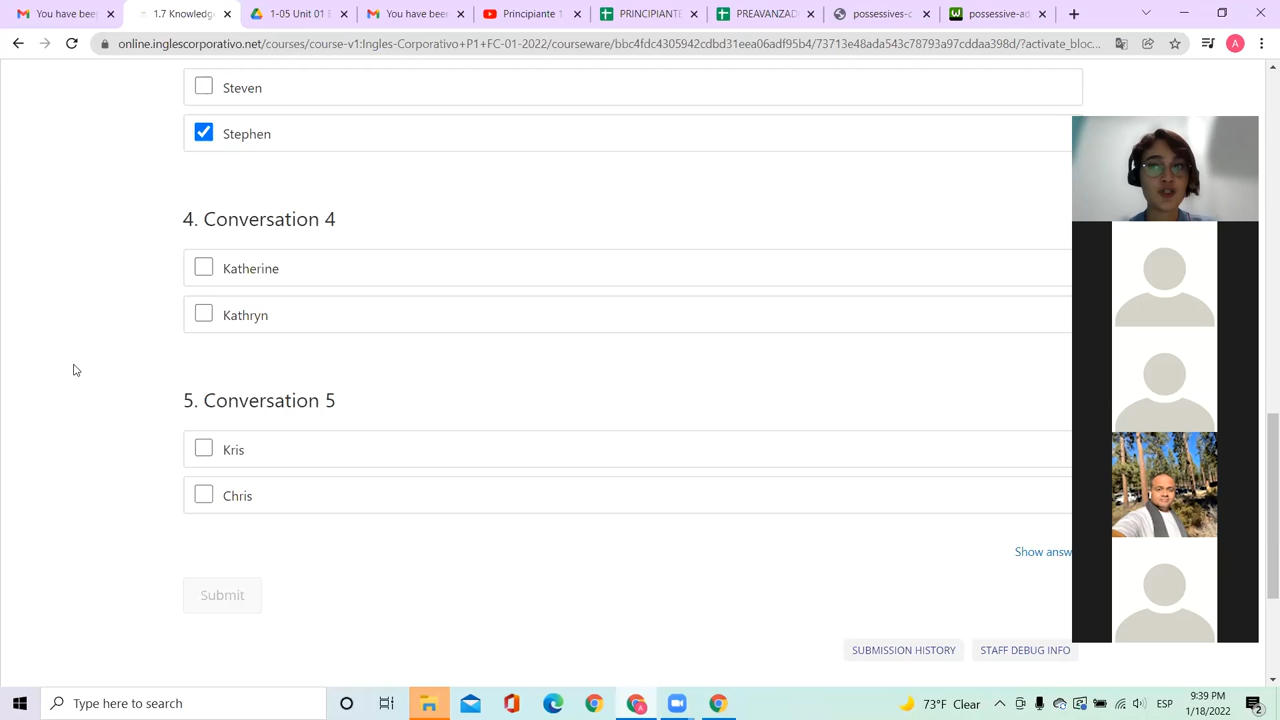 You have bee
1.7 Knowledg
1-05 Unit 01 E
You have bee
Principiante 1
PRINCIPIANTE
PREAVANZAD
possessives-c
possessive-ad
online.inglescorporativo.net/courses/course-v1:Ingles-Corporativo+P1+FC-01-2022/courseware/bbc4fdc4305942cdbd31eea06adf95b4/73713e48ada543c78793a97cddaa398d/?activate_bloc...
A
Steven
Stephen
4. Conversation 4
Katherine
Kathryn
5. Conversation 5
Kris
Chris
Show answ
Submit
SUBMISSION HISTORY
STAFF DEBUG INFO
Type here to search
73°F Clear
ESP
9:39 PM
1/18/2022
2